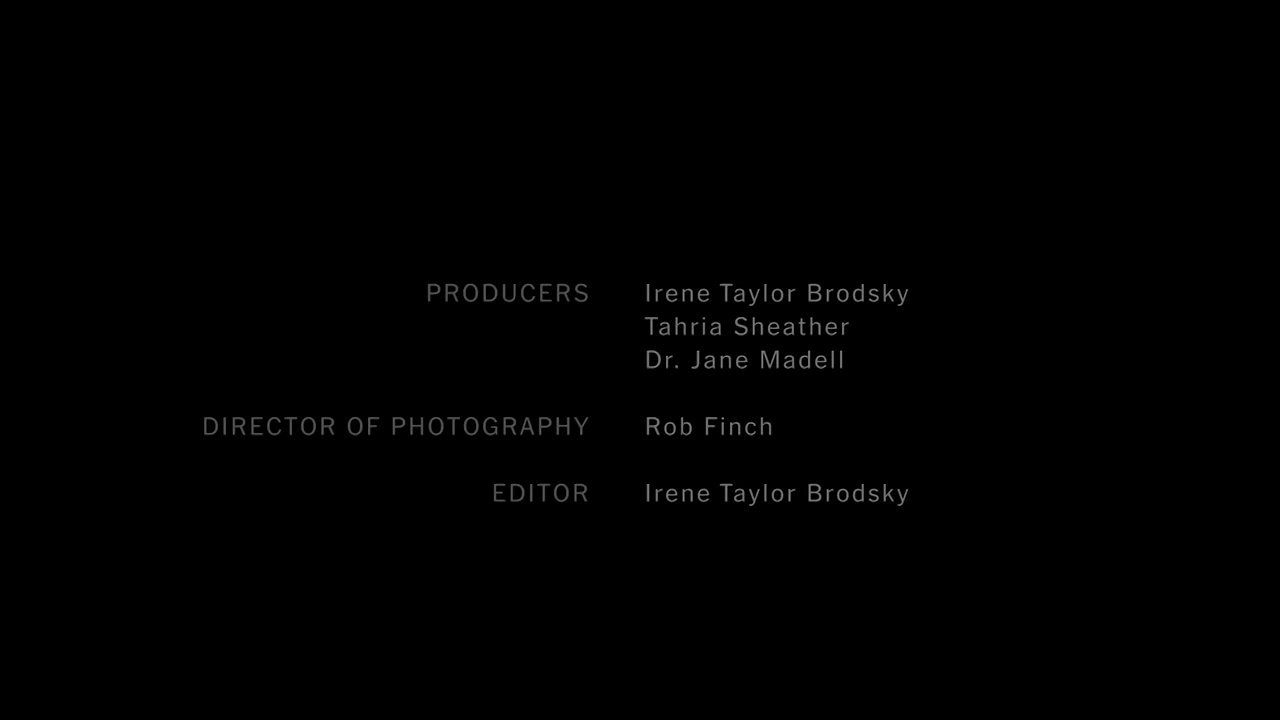 PRODUCERS Irene Taylor Brodsky
Tahria Sheather
Dr. Jane Madell
DIRECTOR OF PHOTOGRAPHY Rob Finch
EDITOR Irene Taylor Brodsky